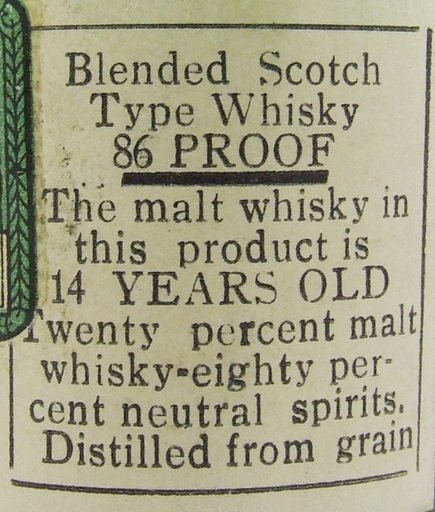 Blended Scotch
Type Whisky
86 PROOF
The malt whisky in
this product is
14 YEARS OLD
Twenty percent malt
whisky-eighty per-
cent neutral spirits.
Distilled from grain